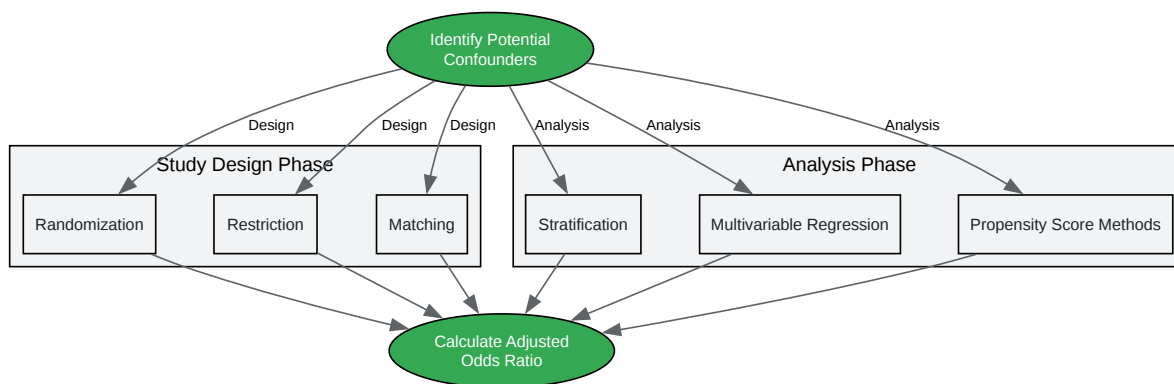 Identify Potential
Confounders
Design
Design
Design
Analysis
Analysis
Analysis
Study Design Phase
Analysis Phase
Randomization
Restriction
Matching
Stratification
Multivariable Regression
Propensity Score Methods
Calculate Adjusted
Odds Ratio